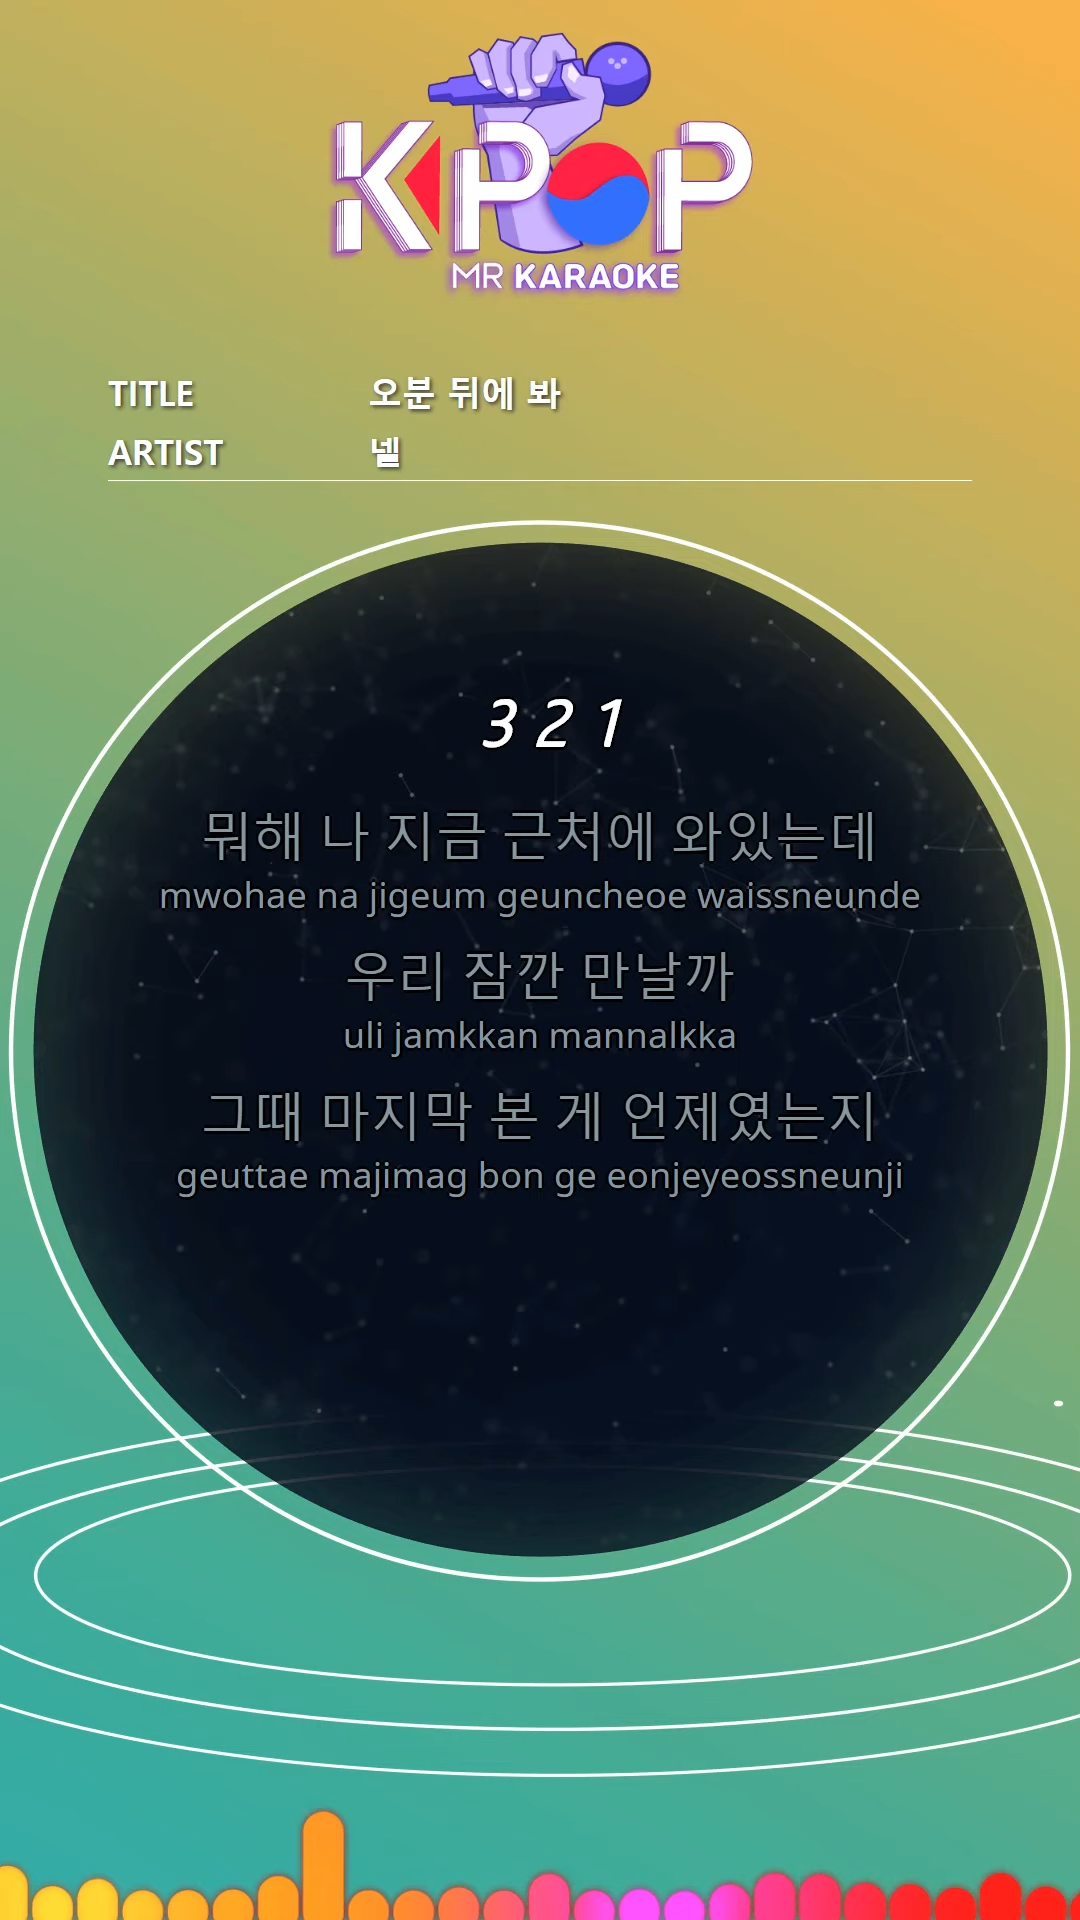 KPOP
MR KARAOKE
TITLE 오분 뒤에 봐
ARTIST 넬
3 2 1
뭐해 나 지금 근처에 와있는데
mwohae na jigeum geuncheoe waissneunde
우리 잠깐 만날까
uli jamkkan mannalkka
그때 마지막 본 게 언제였는지
geuttae majimag bon ge eonjeyeossneunji